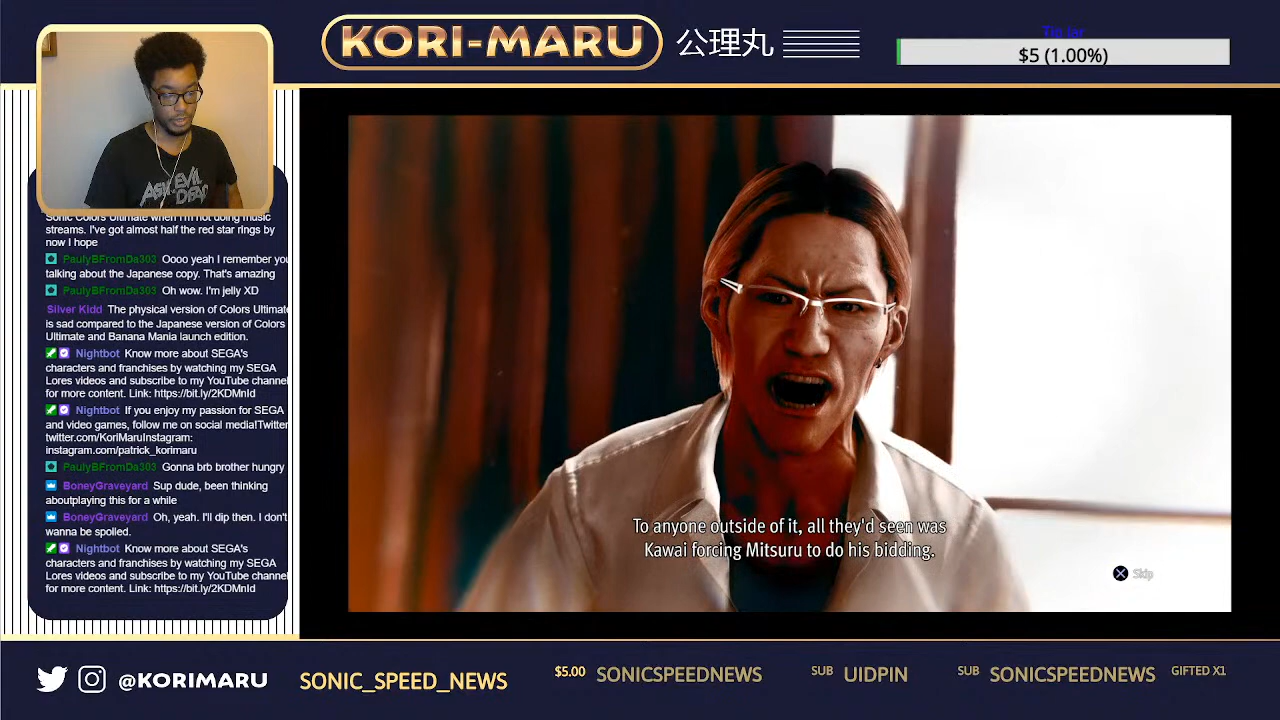 KORI-MARU 公理丸
Tip Jar
$5 (1.00%)
Sonic Colors Ultimate when I'm not doing music
streams. I've got almost half the red star rings by
now I hope
PaulyBFromDa303 Oooo yeah I remember you
talking about the Japanese copy. That's amazing
PaulyBFromDa303 Oh wow. I'm jelly XD
Silver Kidd The physical version of Colors Ultimate
is sad compared to the Japanese version of Colors
Ultimate and Banana Mania launch edition.
Nightbot Know more about SEGA's
characters and franchises by watching my SEGA
Lores videos and subscribe to my YouTube channel
for more content. Link: https://bit.ly/2KDMnId
Nightbot If you enjoy my passion for SEGA
and video games, follow me on social media!Twitter:
twitter.com/KoriMaruInstagram:
instagram.com/patrick_korimaru
PaulyBFromDa303 Gonna brb brother hungry
BoneyGraveyard Sup dude, been thinking
aboutplaying this for a while
BoneyGraveyard Oh, yeah. I'll dip then. I don't
wanna be spoiled.
Nightbot Know more about SEGA's
characters and franchises by watching my SEGA
Lores videos and subscribe to my YouTube channel
for more content. Link: https://bit.ly/2KDMnId
To anyone outside of it, all they'd seen was
Kawai forcing Mitsuru to do his bidding.
Skip
@KORIMARU
SONIC_SPEED_NEWS
$5.00 SONICSPEEDNEWS
SUB UIDPIN
SUB SONICSPEEDNEWS GIFTED X1